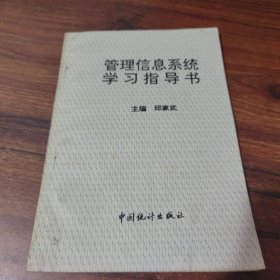 管理信息系统
学习指导书
主编 邱家武
中国统计出版社